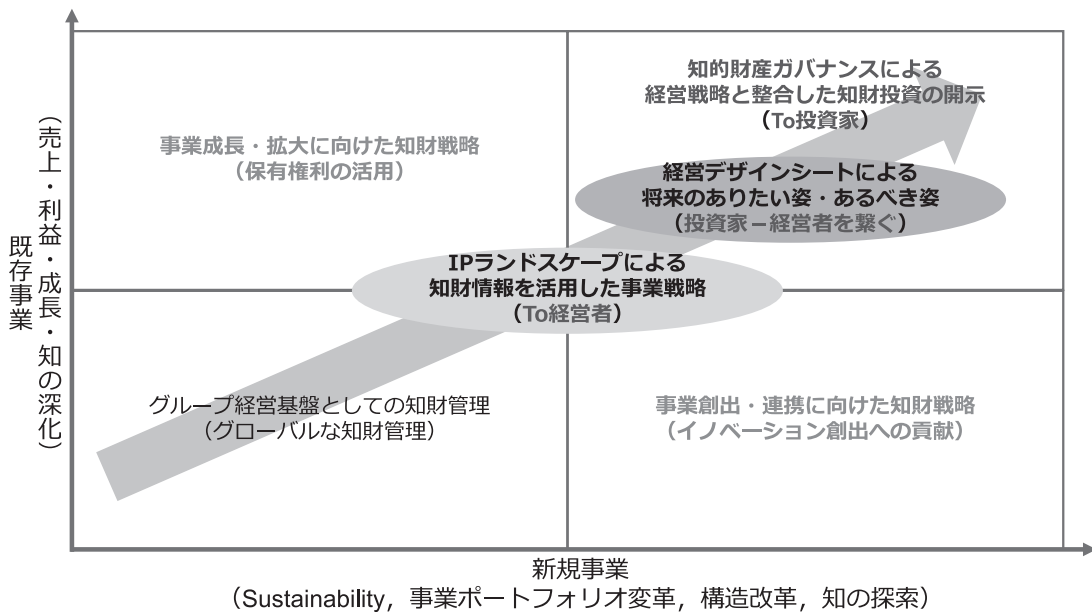 知的財産ガバナンスによる
経営戦略と整合した知財投資の開示
（To投資家）
事業成長・拡大に向けた知財戦略
（保有権利の活用）
経営デザインシートによる
将来のありたい姿・あるべき姿
（投資家－経営者を繋ぐ）
IPランドスケープによる
知財情報を活用した事業戦略
（To経営者）
既存事業
（売上・利益・成長・知の深化）
グループ経営基盤としての知財管理
（グローバルな知財管理）
事業創出・連携に向けた知財戦略
（イノベーション創出への貢献）
新規事業
（Sustainability，事業ポートフォリオ変革，構造改革，知の探索）